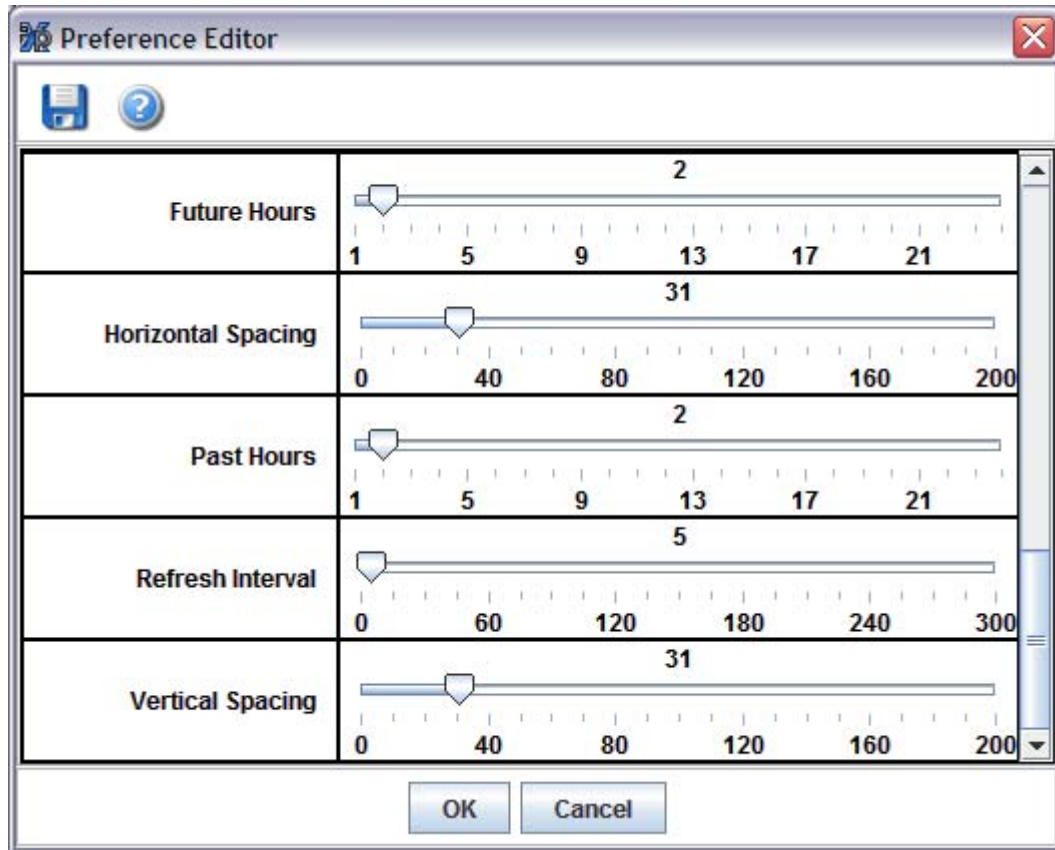 Preference Editor
2
Future Hours
1 5 9 13 17 21
31
Horizontal Spacing
0 40 80 120 160 200
2
Past Hours
1 5 9 13 17 21
5
Refresh Interval
0 60 120 180 240 300
31
Vertical Spacing
0 40 80 120 160 200
OK Cancel